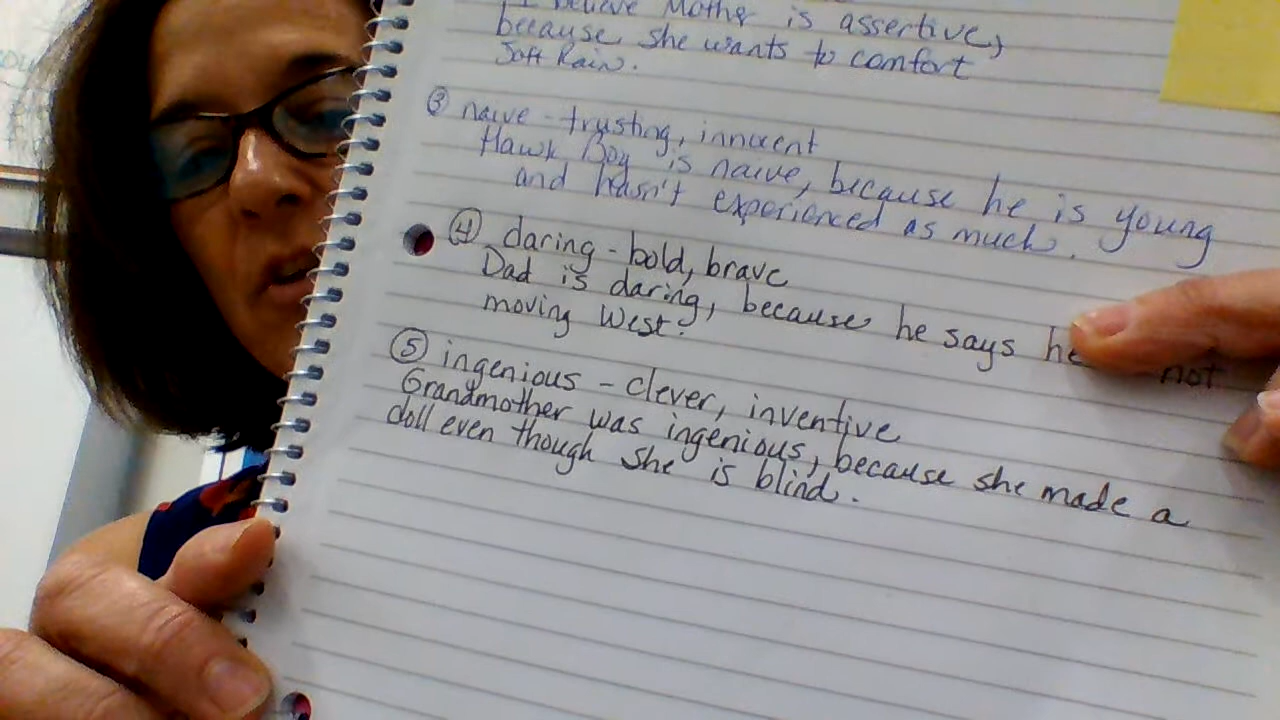 I believe Mother is assertive,
because she wants to comfort
Soft Rain.
③ naive - trusting, innocent
Hawk Boy is naive, because he is young
and hasn't experienced as much.
④ daring - bold, brave
Dad is daring, because he says he
not
moving West.
⑤ ingenious - clever, inventive
Grandmother was ingenious, because she made a
doll even though she is blind.